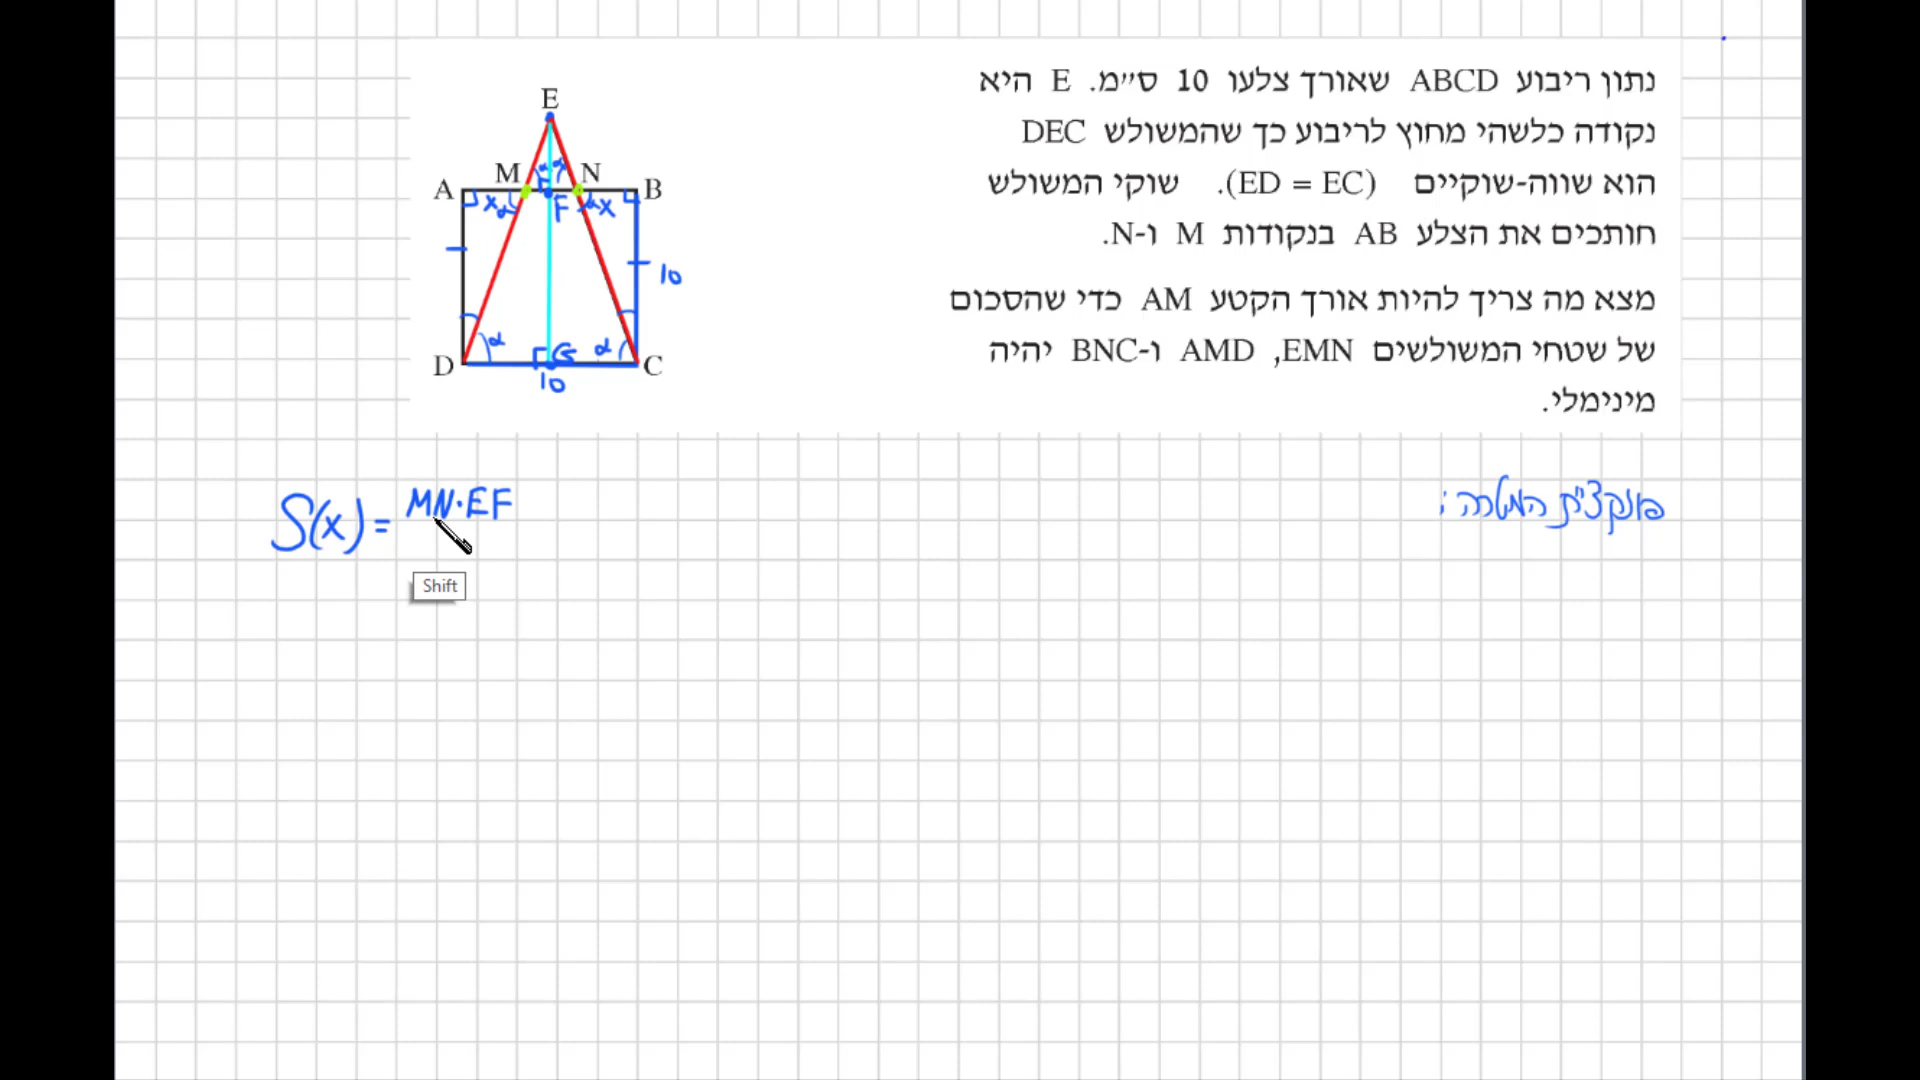 נתון ריבוע ABCD שאורך צלעו 10 ס״מ. E היא
נקודה כלשהי מחוץ לריבוע כך שהמשולש DEC
הוא שווה-שוקיים (ED = EC). שוקי המשולש
חותכים את הצלע AB בנקודות M ו-N.
מצא מה צריך להיות אורך הקטע AM כדי שהסכום
של שטחי המשולשים EMN, AMD ו-BNC יהיה
מינימלי.
E
M N
A B
x α F α x
10
α G α
D C
10
פונקציית המטרה:
S(x) = MN·EF
Shift